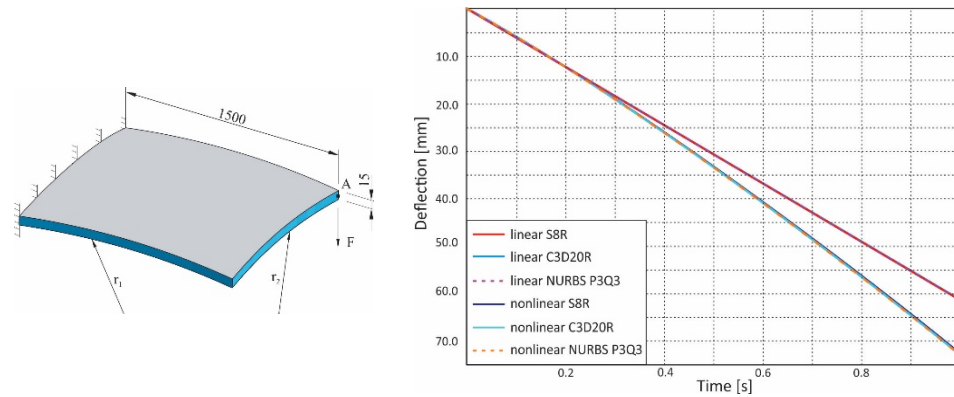 1500
A
15
F
r₁
r₂
Deflection [mm]
10.0
20.0
30.0
40.0
50.0
60.0
70.0
linear S8R
linear C3D20R
linear NURBS P3Q3
nonlinear S8R
nonlinear C3D20R
nonlinear NURBS P3Q3
0.2
0.4
0.6
0.8
Time [s]